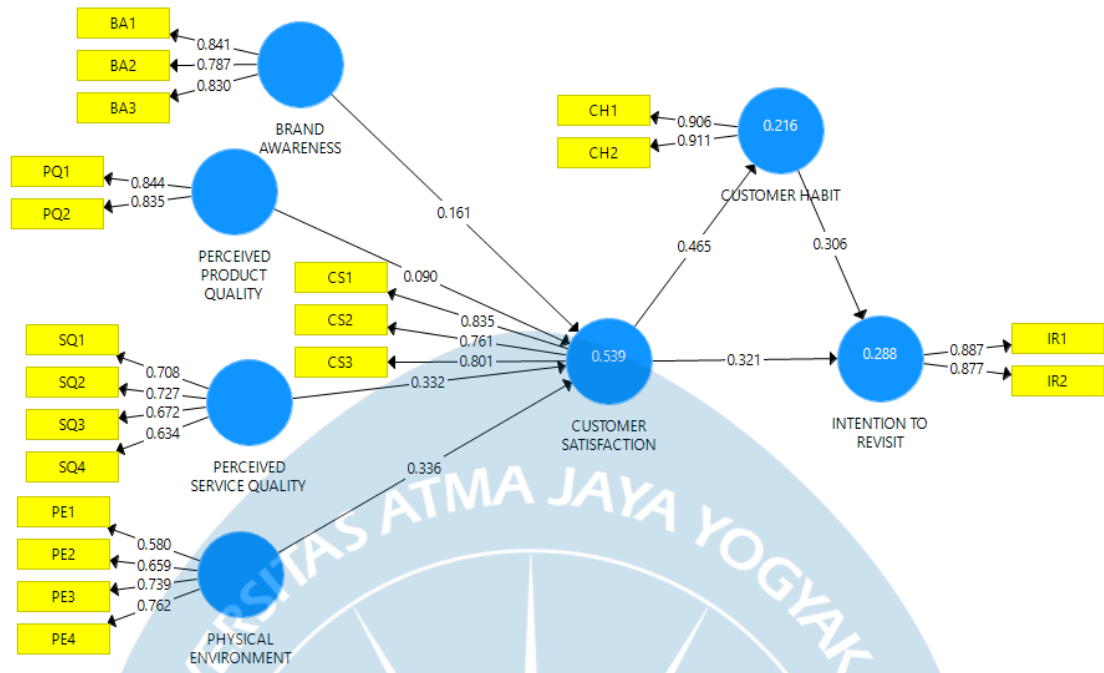 BA1
0.841
BA2
0.787
BA3
0.830
BRAND
AWARENESS
PQ1
0.844
PQ2
0.835
PERCEIVED
PRODUCT
QUALITY
SQ1
0.708
SQ2
0.727
SQ3
0.672
SQ4
0.634
PERCEIVED
SERVICE QUALITY
PE1
0.580
PE2
0.659
PE3
0.739
PE4
0.762
PHYSICAL
ENVIRONMENT
0.161
0.090
0.332
0.336
CS1
0.835
CS2
0.761
CS3
0.801
0.539
CUSTOMER
SATISFACTION
0.465
0.321
CH1
0.906
CH2
0.911
0.216
CUSTOMER HABIT
0.306
0.288
INTENTION TO
REVISIT
0.887
IR1
0.877
IR2
ERSITAS ATMA JAYA YOGYAK